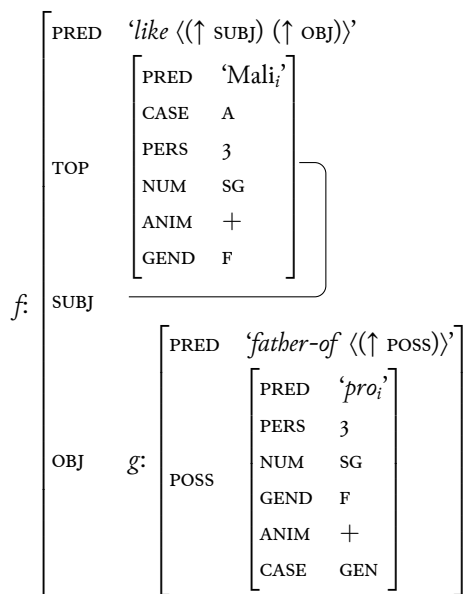 PRED ‘like ⟨(↑ SUBJ) (↑ OBJ)⟩’
PRED ‘Maliᵢ’
CASE A
PERS 3
TOP NUM SG
ANIM +
GEND F
f: SUBJ
PRED ‘father-of ⟨(↑ POSS)⟩’
PRED ‘proᵢ’
PERS 3
OBJ g: NUM SG
POSS GEND F
ANIM +
CASE GEN